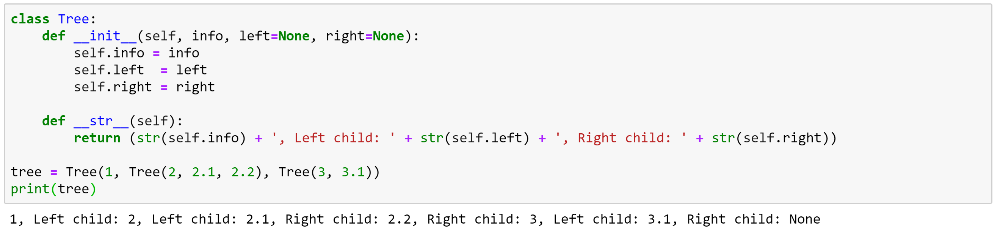 class Tree:
    def __init__(self, info, left=None, right=None):
        self.info = info
        self.left  = left
        self.right = right

    def __str__(self):
        return (str(self.info) + ', Left child: ' + str(self.left) + ', Right child: ' + str(self.right))

tree = Tree(1, Tree(2, 2.1, 2.2), Tree(3, 3.1))
print(tree)
1, Left child: 2, Left child: 2.1, Right child: 2.2, Right child: 3, Left child: 3.1, Right child: None